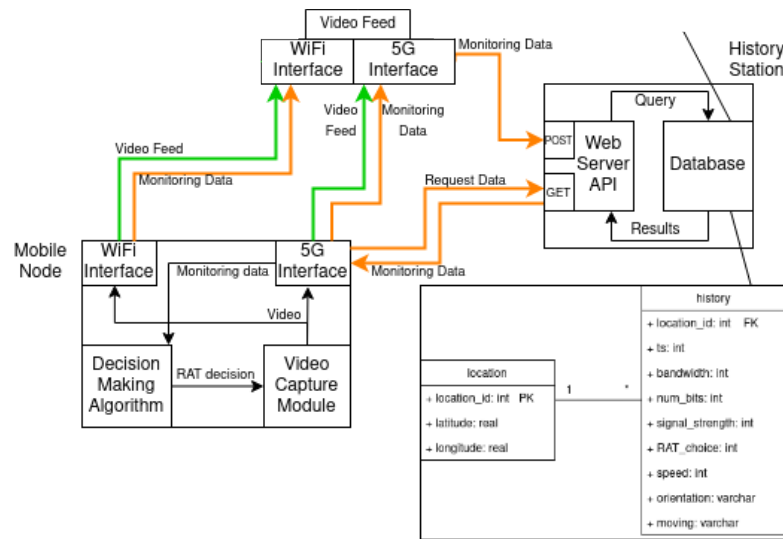 Video Feed
WiFi
Interface
5G
Interface
Monitoring Data
History
Station
Video
Feed
Monitoring
Data
Query
POST
Web
Server
API
Database
GET
Results
Video Feed
Monitoring Data
Request Data
Monitoring Data
Mobile
Node
WiFi
Interface
5G
Interface
Monitoring data
Video
Decision
Making
Algorithm
RAT decision
Video
Capture
Module
location
+ location_id: int PK
+ latitude: real
+ longitude: real
1
*
history
+ location_id: int FK
+ ts: int
+ bandwidth: int
+ num_bits: int
+ signal_strength: int
+ RAT_choice: int
+ speed: int
+ orientation: varchar
+ moving: varchar